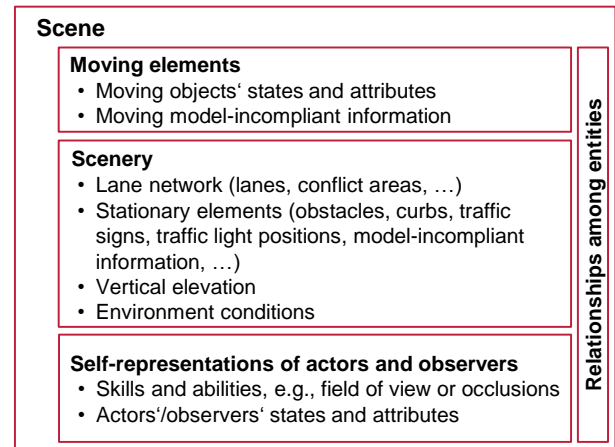 Scene
Moving elements
• Moving objects‘ states and attributes
• Moving model-incompliant information
Scenery
• Lane network (lanes, conflict areas, …)
• Stationary elements (obstacles, curbs, traffic
signs, traffic light positions, model-incompliant
information, …)
• Vertical elevation
• Environment conditions
Self-representations of actors and observers
• Skills and abilities, e.g., field of view or occlusions
• Actors‘/observers‘ states and attributes
Relationships among entities